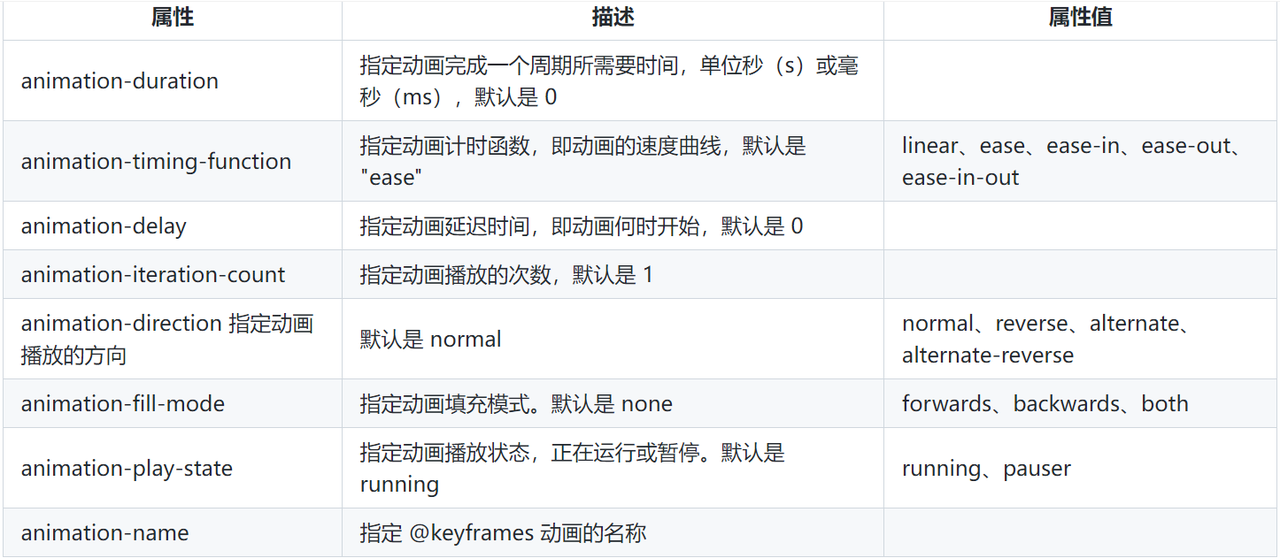 属性 描述 属性值
animation-duration 指定动画完成一个周期所需要时间，单位秒（s）或毫
秒（ms），默认是 0
animation-timing-function 指定动画计时函数，即动画的速度曲线，默认是
"ease"
linear、ease、ease-in、ease-out、
ease-in-out
animation-delay 指定动画延迟时间，即动画何时开始，默认是 0
animation-iteration-count 指定动画播放的次数，默认是 1
animation-direction 指定动画
播放的方向
默认是 normal
normal、reverse、alternate、
alternate-reverse
animation-fill-mode 指定动画填充模式。默认是 none forwards、backwards、both
animation-play-state 指定动画播放状态，正在运行或暂停。默认是
running
running、pauser
animation-name 指定 @keyframes 动画的名称